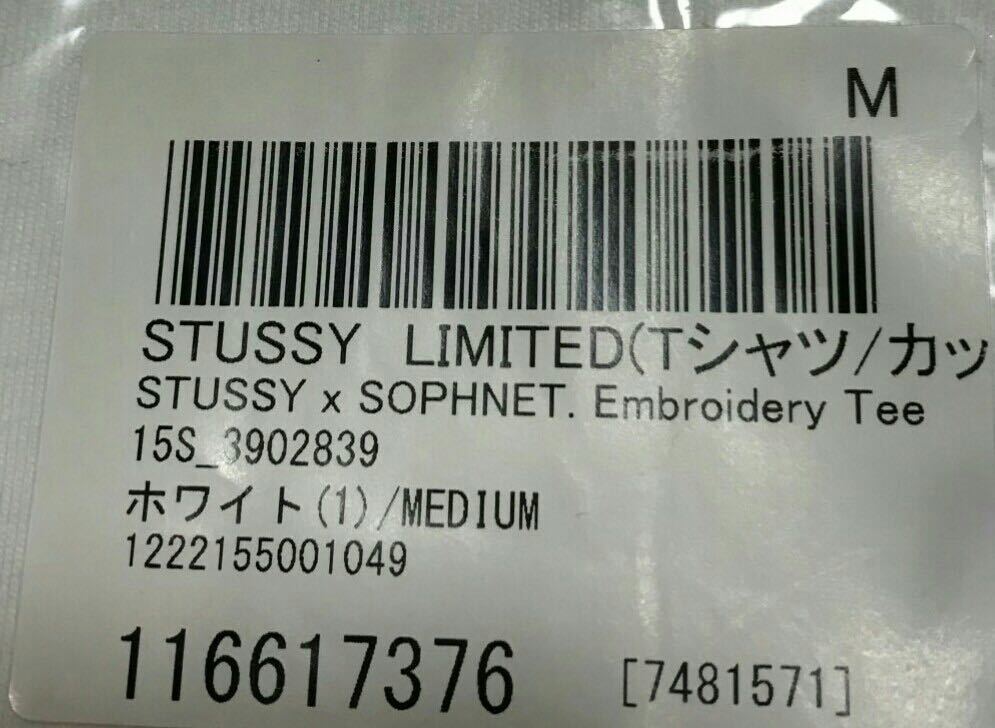 M
STUSSY LIMITED(Tシャツ/カッ
STUSSY x SOPHNET. Embroidery Tee
15S_3902839
ホワイト(1)/MEDIUM
1222155001049
116617376 [7481571]